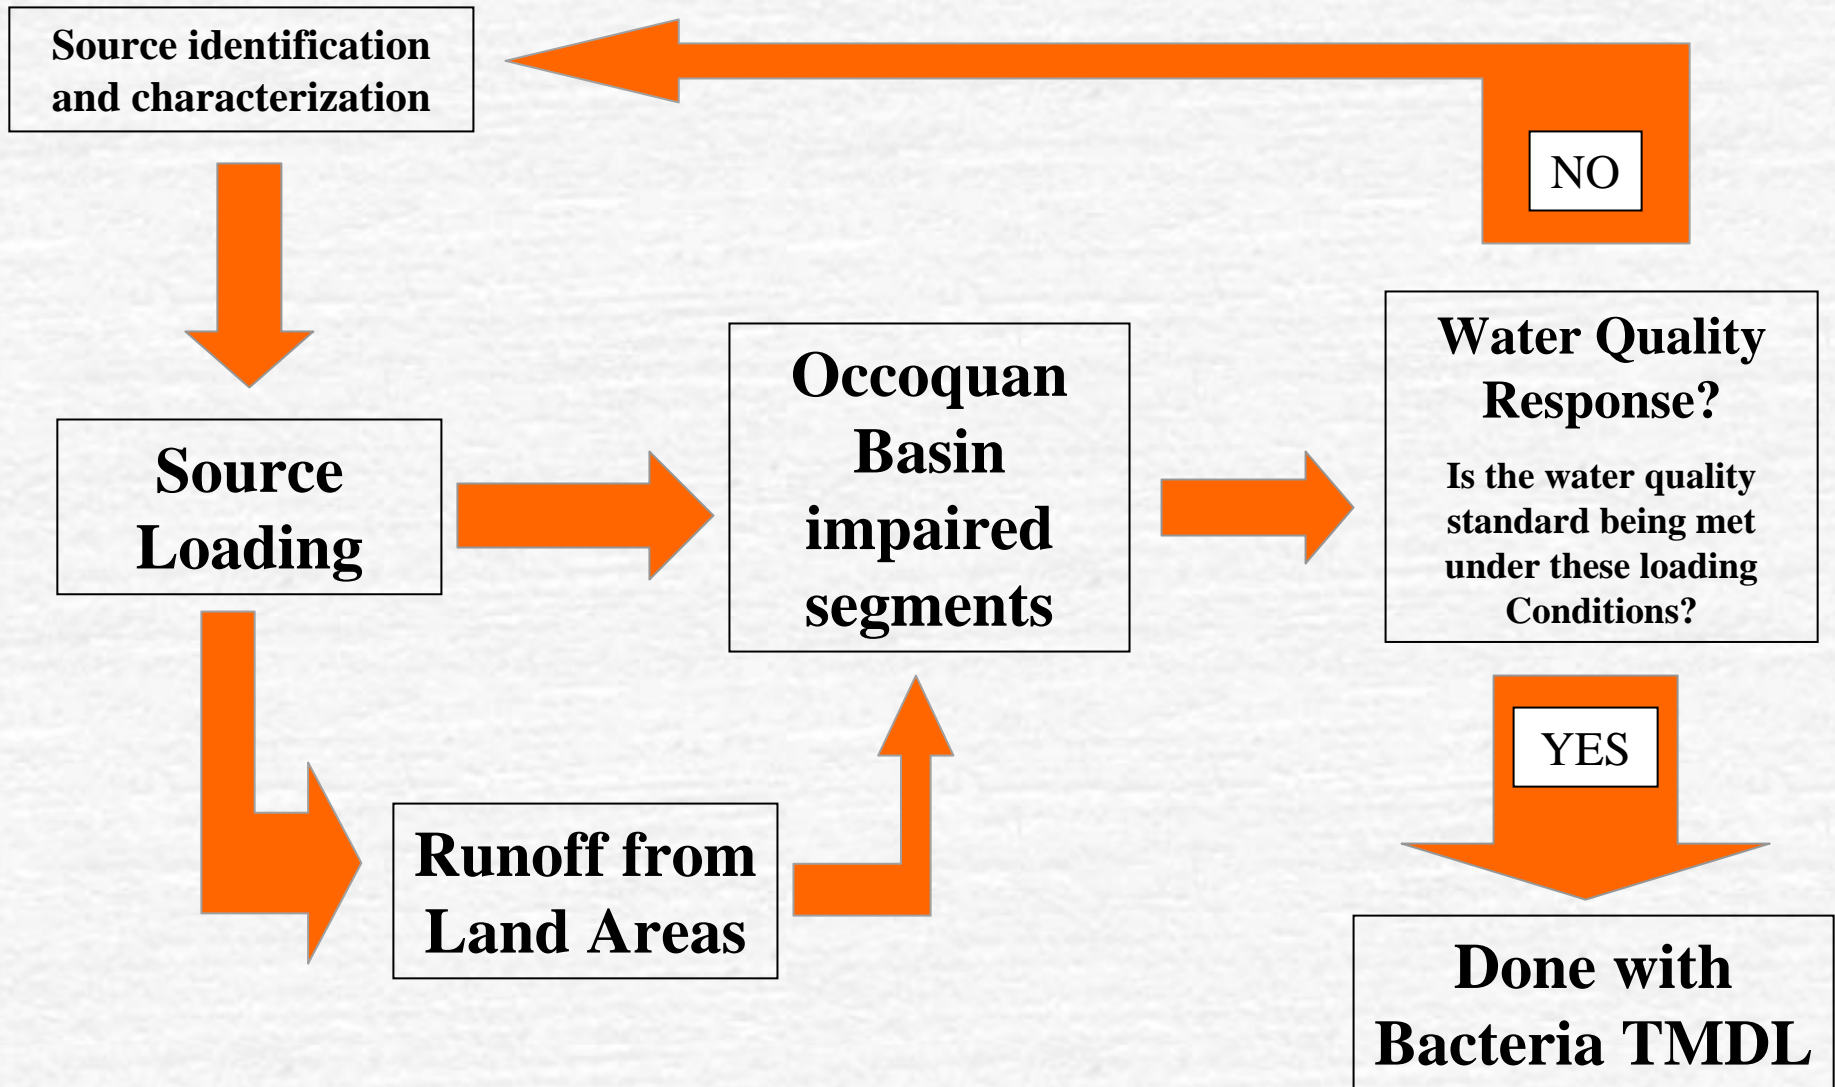 Source identification
and characterization
NO
Source
Loading
Occoquan
Basin
impaired
segments
Water Quality
Response?
Is the water quality
standard being met
under these loading
Conditions?
YES
Runoff from
Land Areas
Done with
Bacteria TMDL